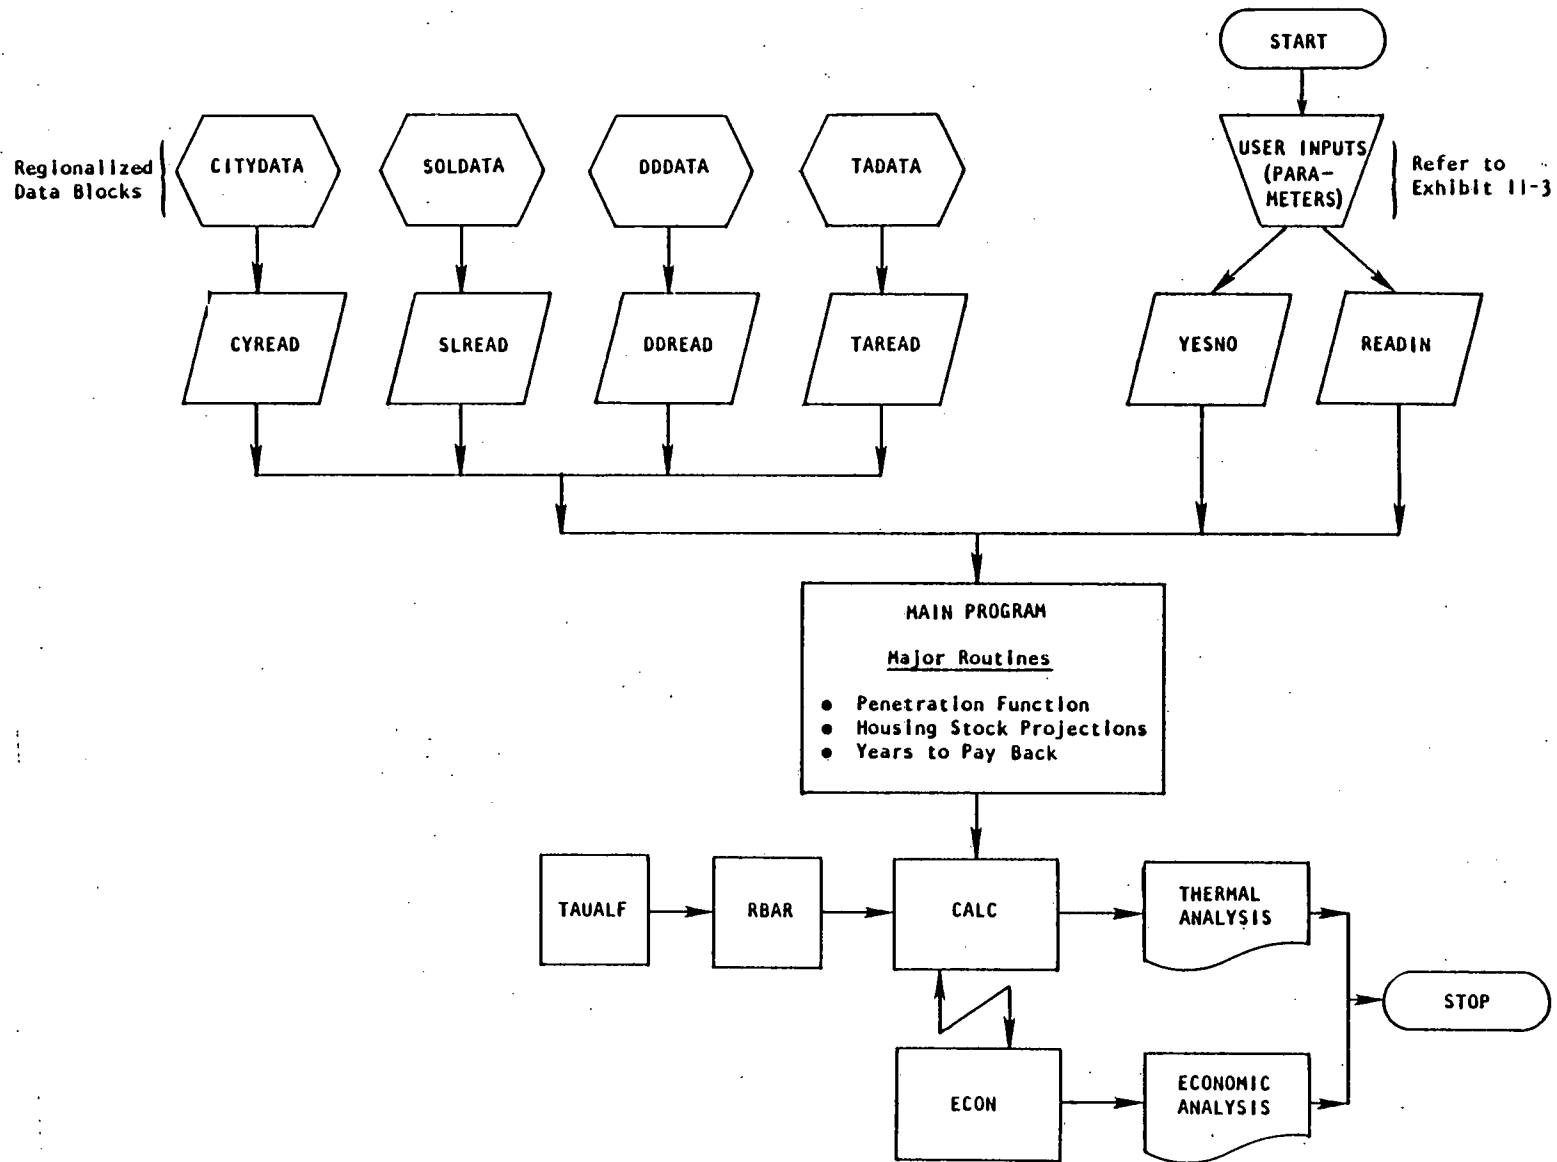 START
Regionalized
Data Blocks
CITYDATA
SOLDATA
DDDATA
TADATA
USER INPUTS
(PARA-
METERS)
Refer to
Exhibit II-3
CYREAD
SLREAD
DDREAD
TAREAD
YESNO
READIN
MAIN PROGRAM
Major Routines
● Penetration Function
● Housing Stock Projections
● Years to Pay Back
TAUALF
RBAR
CALC
THERMAL
ANALYSIS
STOP
ECON
ECONOMIC
ANALYSIS